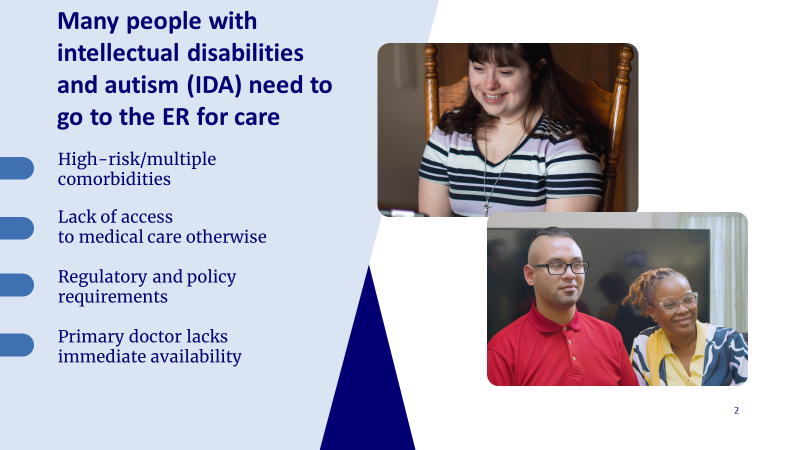 Many people with
intellectual disabilities
and autism (IDA) need to
go to the ER for care
High-risk/multiple
comorbidities
Lack of access
to medical care otherwise
Regulatory and policy
requirements
Primary doctor lacks
immediate availability
2